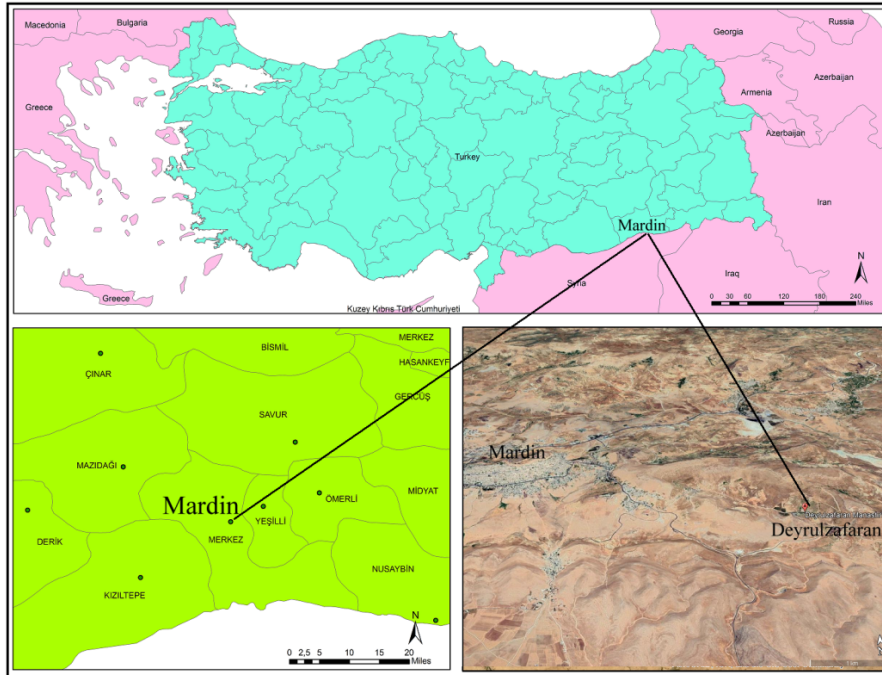 Macedonia
Bulgaria
Georgia
Russia
Greece
Armenia
Azerbaijan
Azerbaijan
Turkey
Iran
Mardin
Syria
Iraq
N
Greece
Kuzey Kıbrıs Türk Cumhuriyeti
0 30 60 120 180 240
Miles
BİSMİL
MERKEZ
HASANKEYF
ÇINAR
GERCÜŞ
SAVUR
MAZIDAĞI
MİDYAT
Mardin
ÖMERLİ
YEŞİLLİ
MERKEZ
DERİK
NUSAYBİN
KIZILTEPE
N
0 2,5 5 10 15 20
Miles
Mardin
Deyrulzafaran
1 km